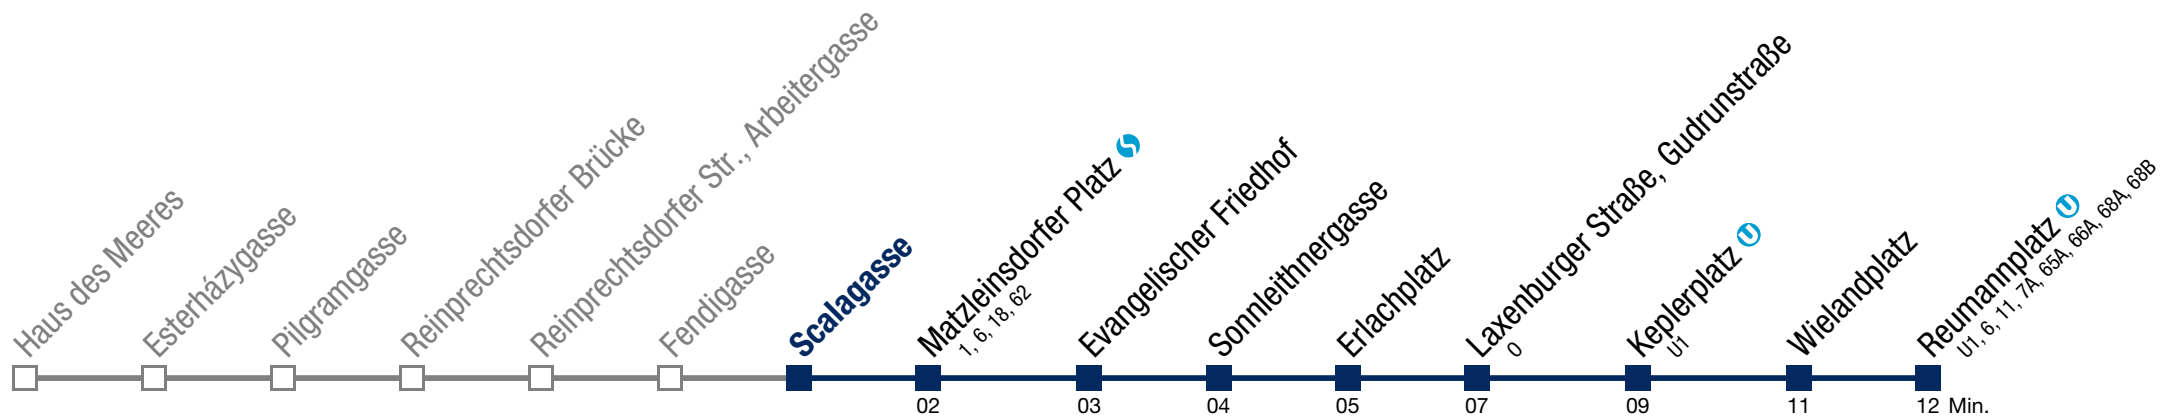 Haus des Meeres
Esterházygasse
Pilgramgasse
Reinprechtsdorfer Brücke
Reinprechtsdorfer Str., Arbeitergasse
Fendigasse
Scalagasse
Matzleinsdorfer Platz
1, 6, 18, 62
Evangelischer Friedhof
Sonnleithnergasse
Erlachplatz
Laxenburger Straße, Gudrunstraße
O
Keplerplatz U
U1
Wielandplatz
Reumannplatz U
U1, 6, 11, 7A, 65A, 66A, 68A, 68B
02 03 04 05 07 09 11 12 Min.